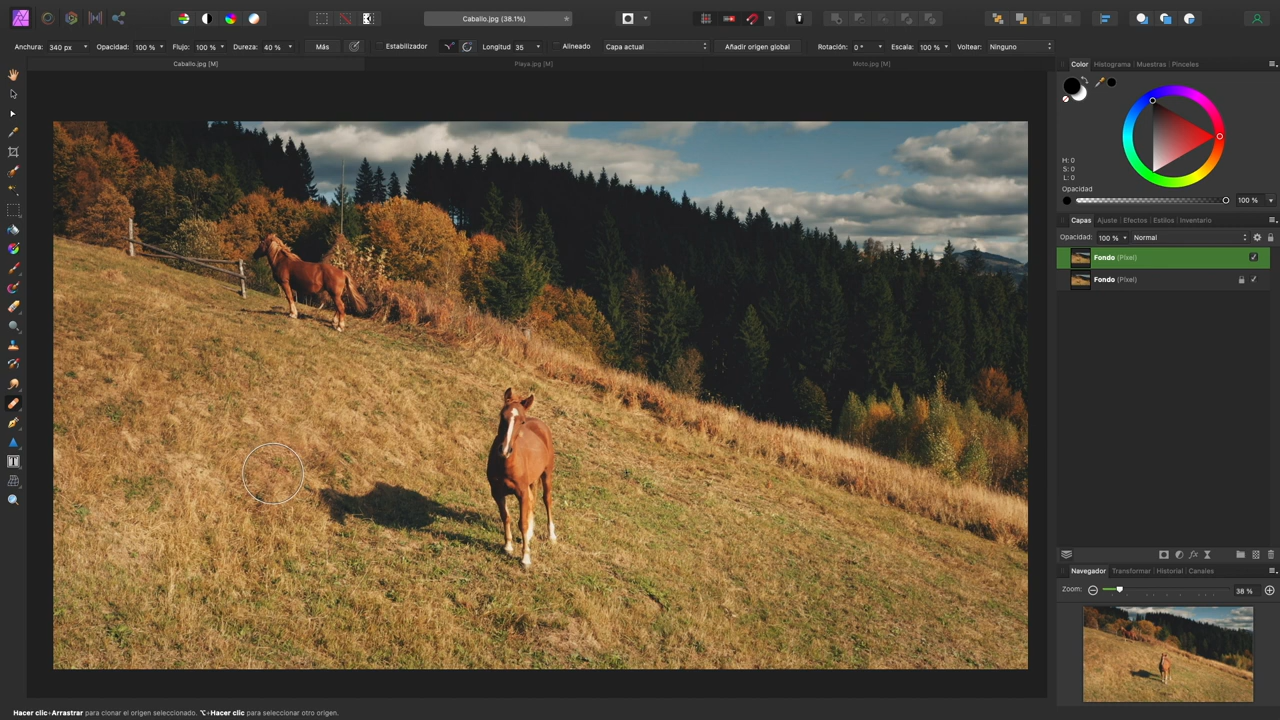 Caballo.jpg (38.1%)
Anchura: 340 px Opacidad: 100 % Flujo: 100 % Dureza: 40 % Más Estabilizador Longitud 35 Alineado Capa actual Añadir origen global Rotación: 0 ° Escala: 100 % Voltear: Ninguno
Caballo.jpg [M] Playa.jpg [M] Moto.jpg [M]
Color Histograma Muestras Pinceles
H: 0
S: 0
L: 0
Opacidad
100 %
Capas Ajuste Efectos Estilos Inventario
Opacidad: 100 % Normal
Fondo (Píxel)
Fondo (Píxel)
Navegador Transformar Historial Canales
Zoom: 38 %
Hacer clic+Arrastrar para clonar el origen seleccionado. ⌥+Hacer clic para seleccionar otro origen.